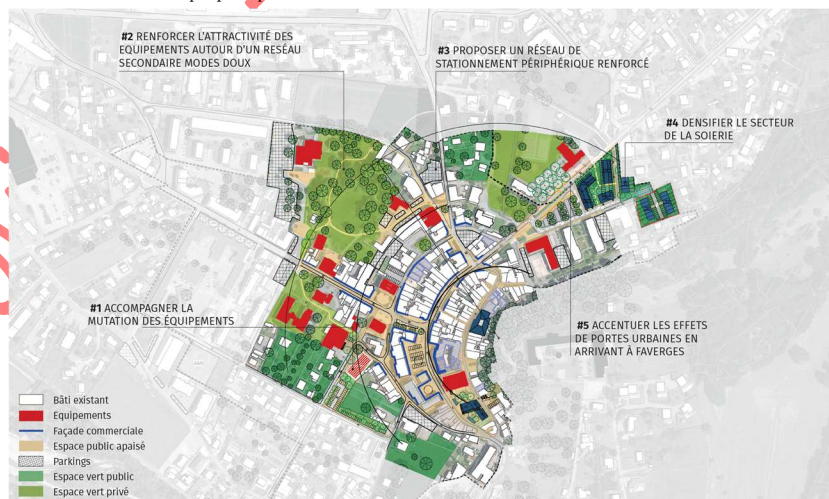 #2 RENFORCER L'ATTRACTIVITÉ DES
EQUIPEMENTS AUTOUR D'UN RESÉAU
SECONDAIRE MODES DOUX
#3 PROPOSER UN RÉSEAU DE
STATIONNEMENT PÉRIPHÉRIQUE RENFORCÉ
#4 DENSIFIER LE SECTEUR
DE LA SOIERIE
#1 ACCOMPAGNER LA
MUTATION DES ÉQUIPEMENTS
#5 ACCENTUER LES EFFETS
DE PORTES URBAINES EN
ARRIVANT À FAVERGES
Bâti existant
Equipements
Façade commerciale
Espace public apaisé
Parkings
Espace vert public
Espace vert privé